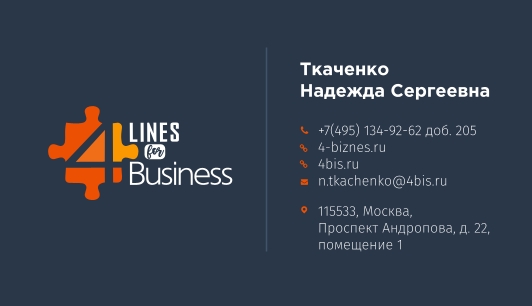 4 LINES
for
Business
Ткаченко
Надежда Сергеевна
+7(495) 134-92-62 доб. 205
4-biznes.ru
4bis.ru
n.tkachenko@4bis.ru
115533, Москва,
Проспект Андропова, д. 22,
помещение 1